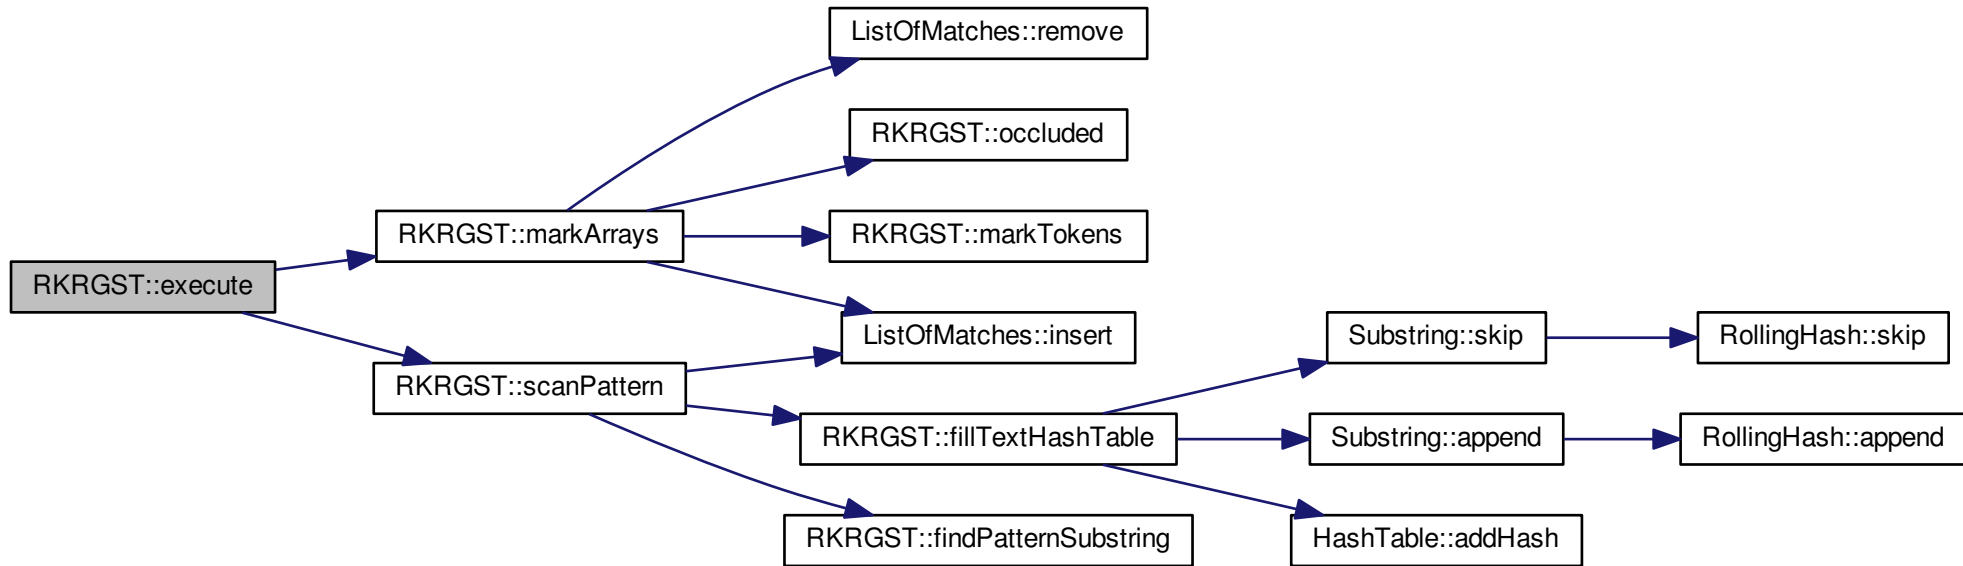 ListOfMatches::remove
RKRGST::occluded
RKRGST::markArrays
RKRGST::markTokens
RKRGST::execute
ListOfMatches::insert
Substring::skip
RollingHash::skip
RKRGST::scanPattern
RKRGST::fillTextHashTable
Substring::append
RollingHash::append
RKRGST::findPatternSubstring
HashTable::addHash